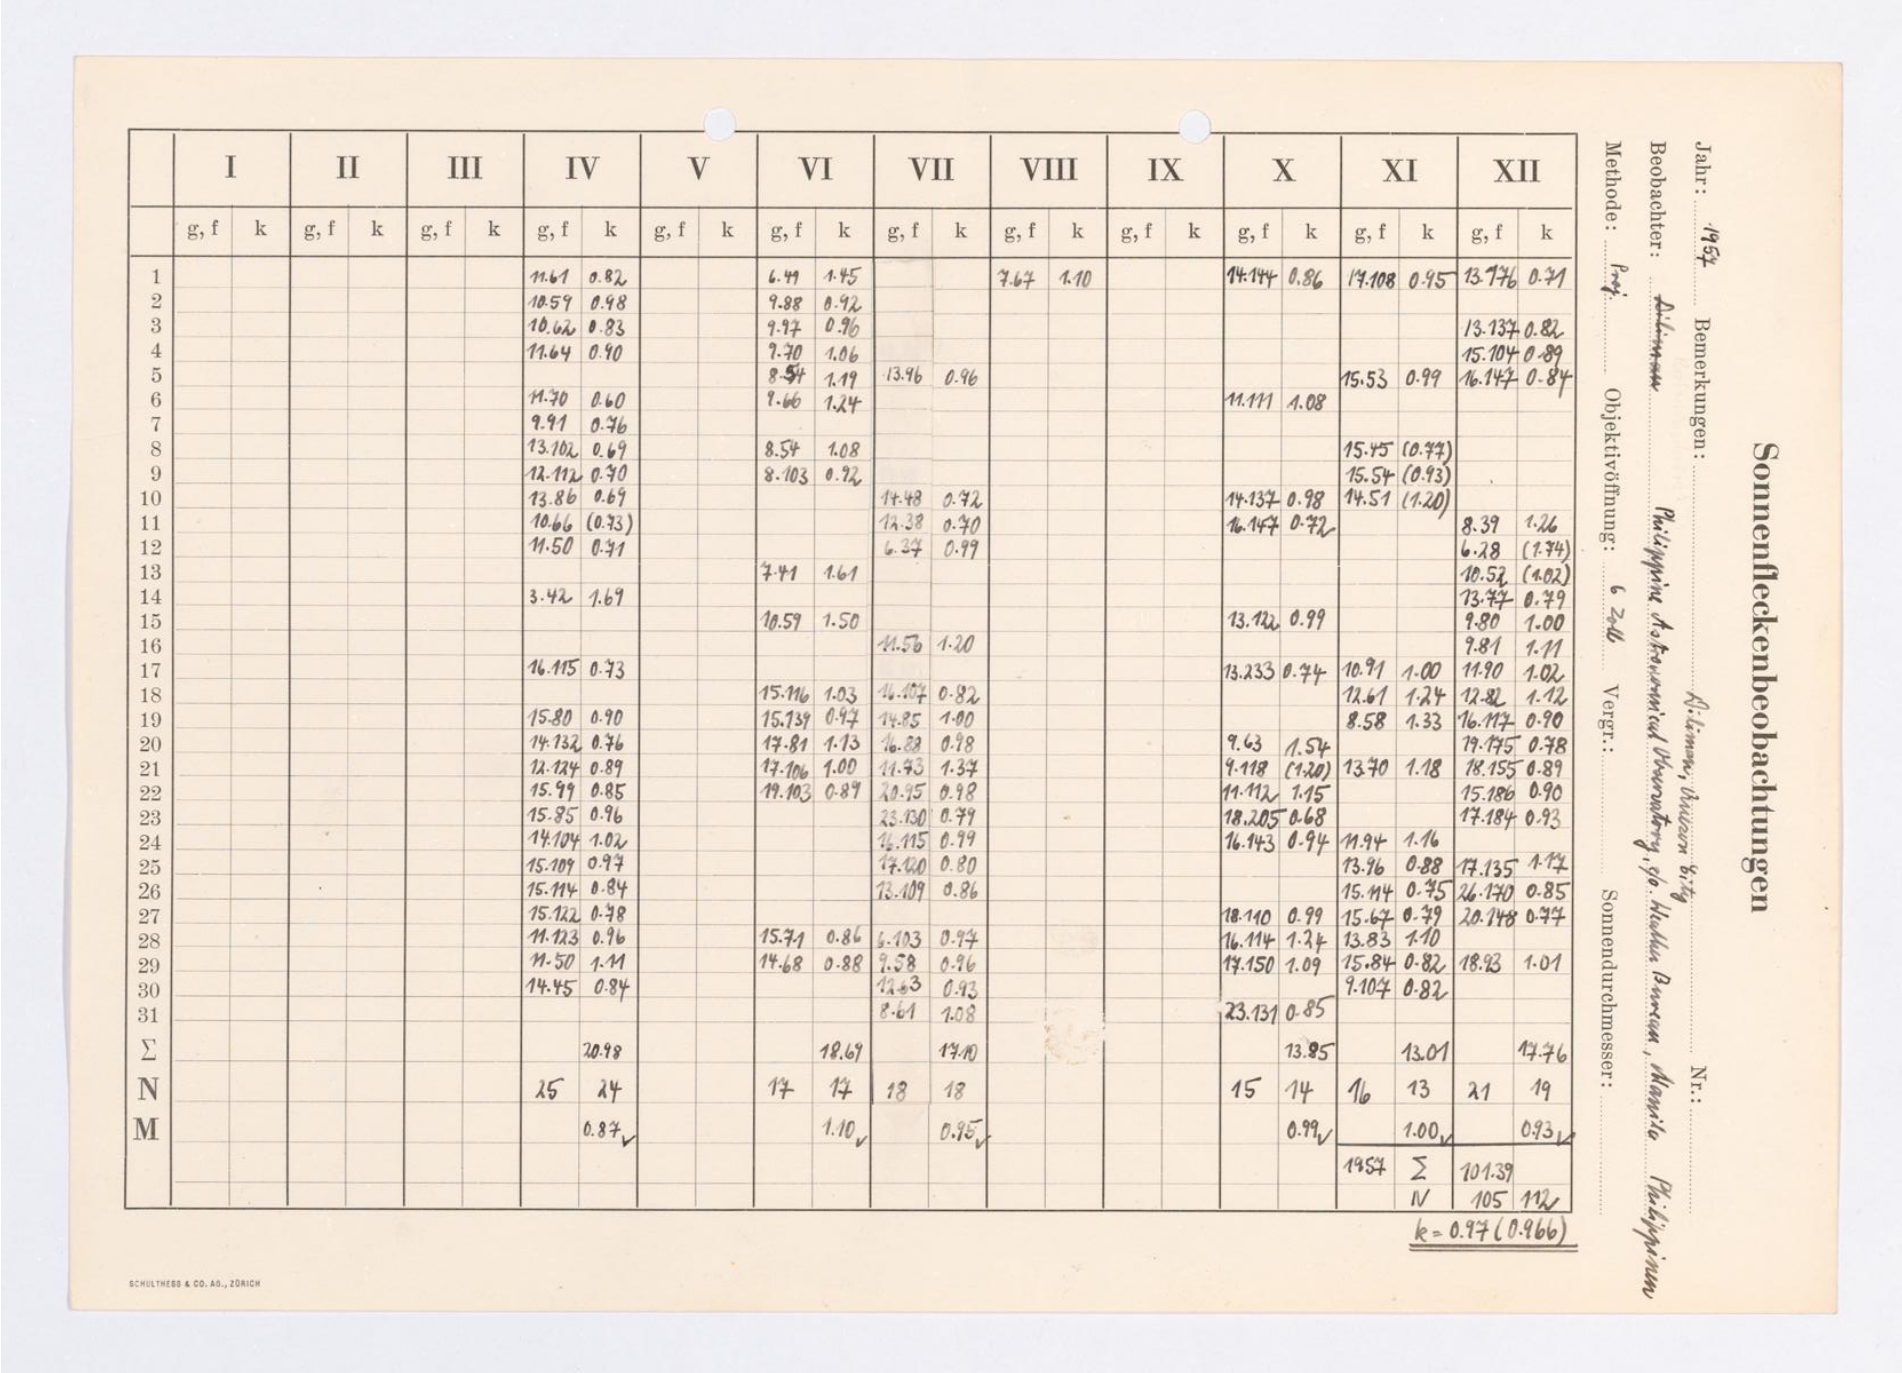 I II III IV V VI VII VIII IX X XI XII
g, f k g, f k g, f k g, f k g, f k g, f k g, f k g, f k g, f k g, f k g, f k g, f k
1 11.61 0.82 6.49 1.45 7.67 1.10 14.144 0.86 17.108 0.95 13.176 0.71
2 10.59 0.98 9.88 0.92
3 10.62 0.83 9.97 0.96 13.137 0.82
4 11.64 0.90 9.70 1.06 15.104 0.89
5 8.54 1.19 13.96 0.96 15.53 0.99 16.147 0.84
6 11.70 0.60 9.66 1.24 11.111 1.08
7 9.91 0.76
8 13.102 0.69 8.54 1.08 15.45 (0.77)
9 12.112 0.70 8.103 0.92 15.54 (0.93)
10 13.86 0.69 14.48 0.72 14.137 0.98 14.51 (1.20)
11 10.66 (0.73) 12.38 0.70 16.147 0.72 8.39 1.26
12 11.50 0.71 6.37 0.99 6.28 (1.74)
13 7.41 1.61 10.52 (1.02)
14 3.42 1.69 13.77 0.79
15 10.59 1.50 13.122 0.99 9.80 1.00
16 11.56 1.20 9.81 1.11
17 16.115 0.73 13.233 0.74 10.91 1.00 11.90 1.02
18 15.116 1.03 16.107 0.82 12.61 1.24 12.82 1.12
19 15.80 0.90 15.139 0.97 14.85 1.00 8.58 1.33 16.117 0.90
20 14.132 0.76 17.81 1.13 16.88 0.98 9.63 1.54 19.175 0.78
21 12.124 0.89 17.106 1.00 11.73 1.37 9.118 (1.20) 13.70 1.18 18.155 0.89
22 15.99 0.85 19.103 0.89 20.95 0.98 11.112 1.15 15.186 0.90
23 15.85 0.96 23.130 0.79 18.205 0.68 17.184 0.93
24 14.104 1.02 16.115 0.99 16.143 0.94 11.94 1.16
25 15.109 0.97 17.120 0.80 13.96 0.88 17.135 1.17
26 15.114 0.84 13.109 0.86 15.114 0.75 26.170 0.85
27 15.122 0.78 18.110 0.99 15.67 0.79 20.148 0.77
28 11.123 0.96 15.71 0.86 6.103 0.97 16.114 1.24 13.83 1.10
29 11.50 1.11 14.68 0.88 9.58 0.96 17.150 1.09 15.84 0.82 18.93 1.01
30 14.45 0.84 12.63 0.93 9.107 0.82
31 8.61 1.08 23.131 0.85
Σ 20.98 18.69 17.10 13.85 13.01 17.76
N 25 24 17 17 18 18 15 14 16 13 21 19
M 0.87✓ 1.10✓ 0.95✓ 0.99✓ 1.00✓ 0.93✓
1957 Σ 101.39
N 105 112
k = 0.97 (0.966)
SCHULTHESS & CO. AG., ZÜRICH
Sonnenfleckenbeobachtungen
Jahr: 1957 Bemerkungen: Diliman, Quezon City Nr.:
Beobachter: Diliman Philippine Astronomical Observatory, c/o Weather Bureau, Manila Philippinen
Methode: Proj. Objektivöffnung: 6 Zoll Vergr.: Sonnendurchmesser: